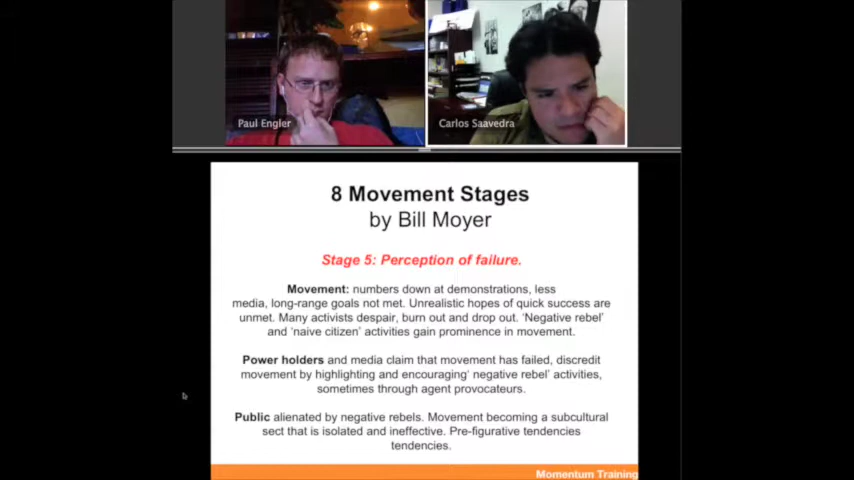 Paul Engler
Carlos Saavedra
8 Movement Stages
by Bill Moyer
Stage 5: Perception of failure.
Movement: numbers down at demonstrations, less
media, long-range goals not met. Unrealistic hopes of quick success are
unmet. Many activists despair, burn out and drop out. ‘Negative rebel’
and ‘naive citizen’ activities gain prominence in movement.
Power holders and media claim that movement has failed, discredit
movement by highlighting and encouraging‘ negative rebel’ activities,
sometimes through agent provocateurs.
Public alienated by negative rebels. Movement becoming a subcultural
sect that is isolated and ineffective. Pre-figurative tendencies
tendencies.
Momentum Training